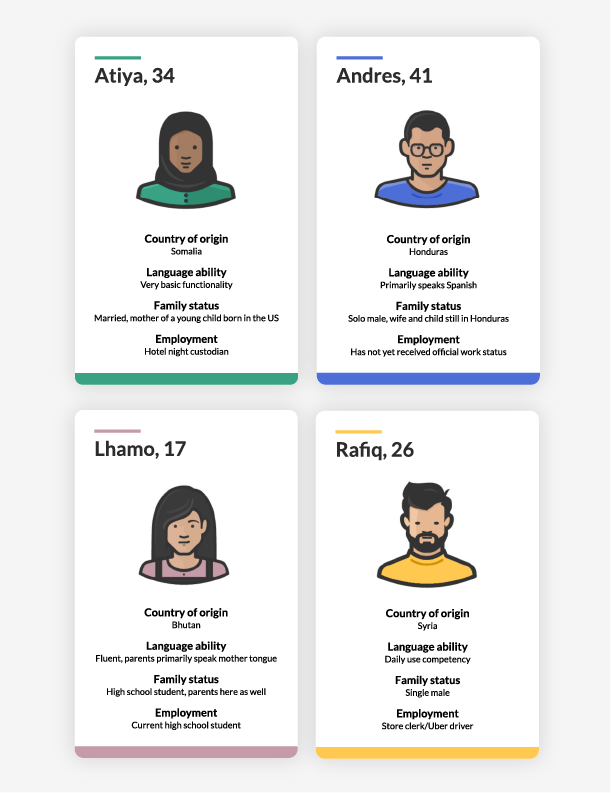 Atiya, 34
Country of origin
Somalia
Language ability
Very basic functionality
Family status
Married, mother of a young child born in the US
Employment
Hotel night custodian
Andres, 41
Country of origin
Honduras
Language ability
Primarily speaks Spanish
Family status
Solo male, wife and child still in Honduras
Employment
Has not yet received official work status
Lhamo, 17
Country of origin
Bhutan
Language ability
Fluent, parents primarily speak mother tongue
Family status
High school student, parents here as well
Employment
Current high school student
Rafiq, 26
Country of origin
Syria
Language ability
Daily use competency
Family status
Single male
Employment
Store clerk/Uber driver